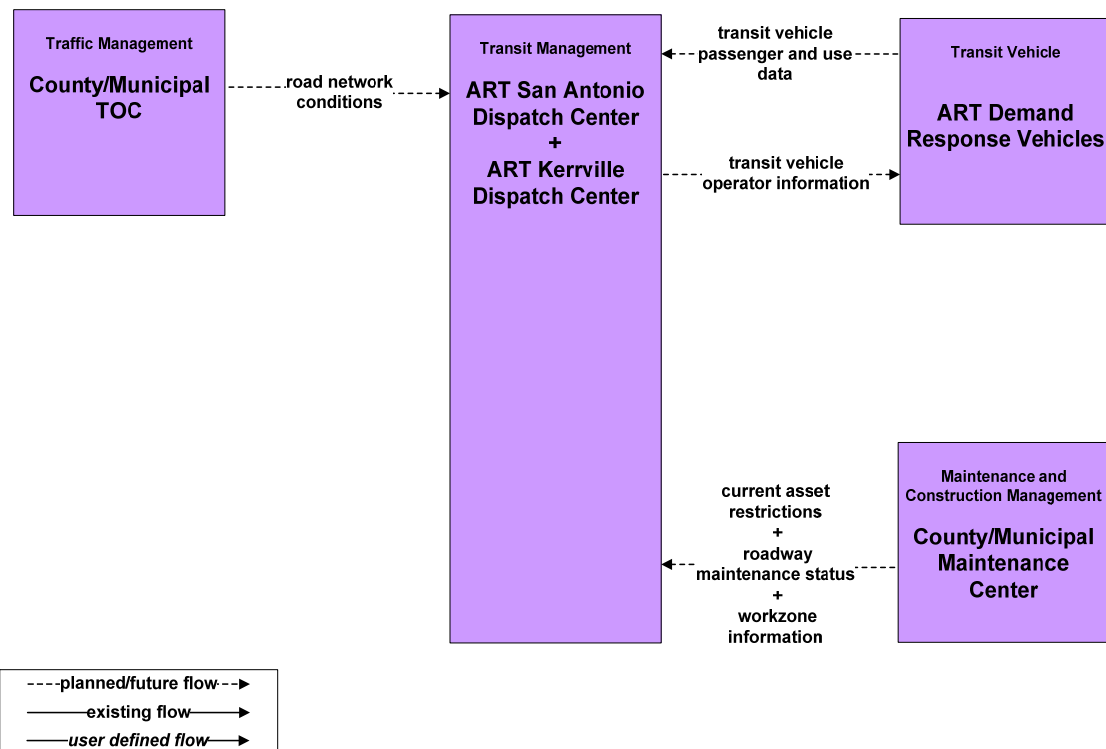 Traffic Management
County/Municipal
TOC
road network
conditions
Transit Management
ART San Antonio
Dispatch Center
+
ART Kerrville
Dispatch Center
transit vehicle
passenger and use
data
transit vehicle
operator information
Transit Vehicle
ART Demand
Response Vehicles
current asset
restrictions
+
roadway
maintenance status
+
workzone
information
Maintenance and
Construction Management
County/Municipal
Maintenance
Center
planned/future flow
existing flow
user defined flow